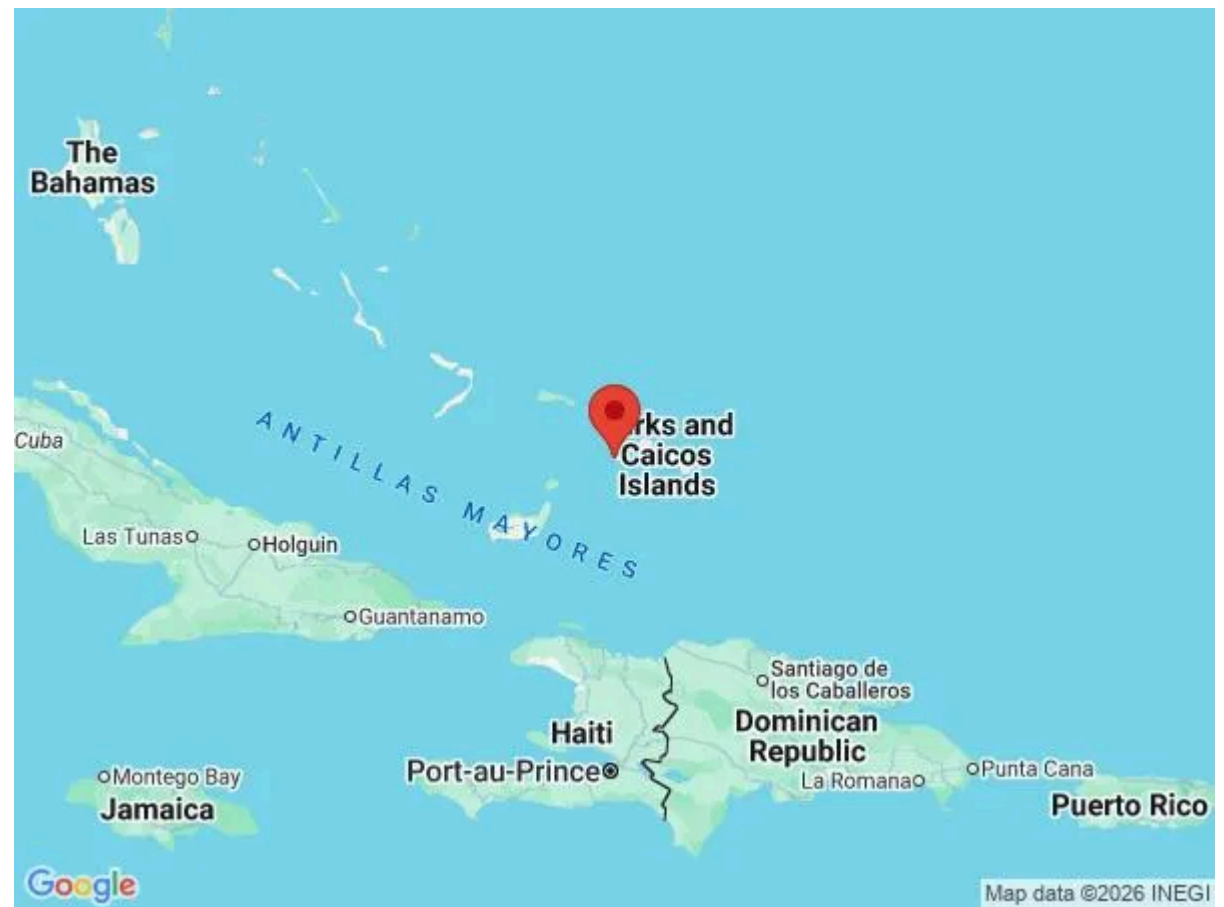 The
Bahamas
rks and
Caicos
Islands
Cuba
ANTILLAS MAYORES
Las Tunas
Holguin
Guantanamo
Santiago de
los Caballeros
Haiti
Dominican
Republic
Port-au-Prince
La Romana
Punta Cana
Montego Bay
Jamaica
Puerto Rico
Google
Map data ©2026 INEGI